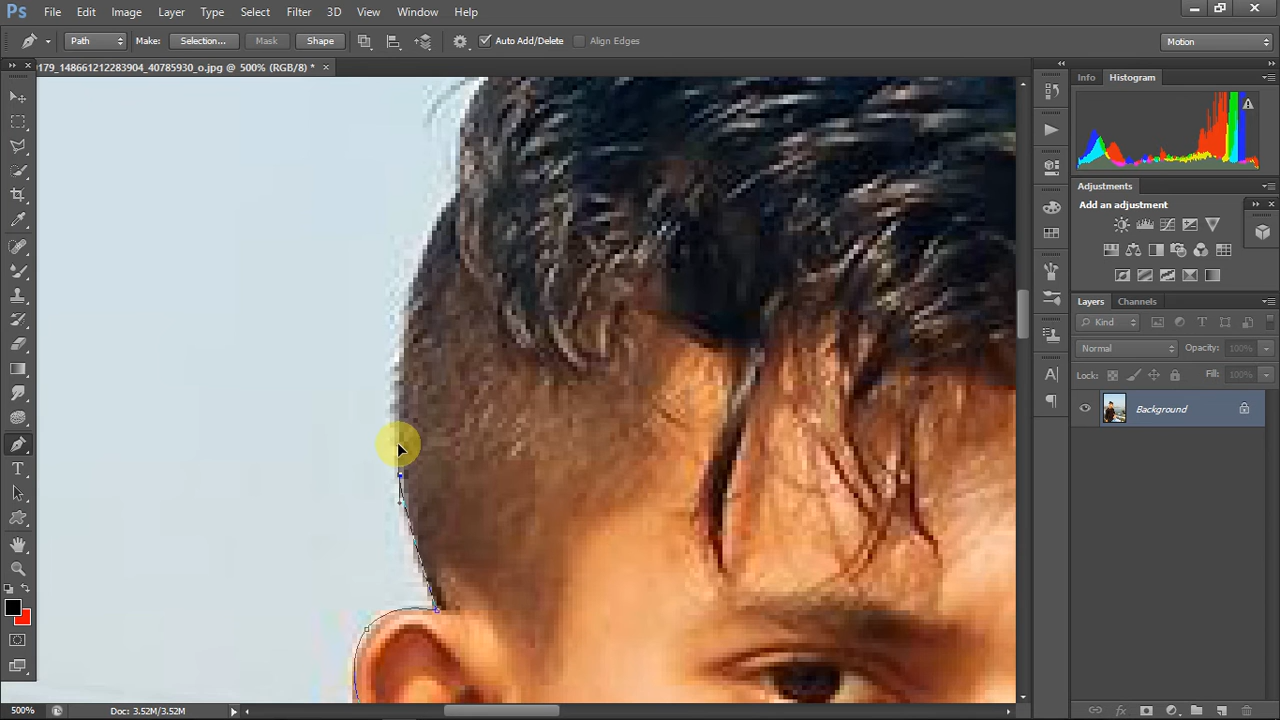 Ps File Edit Image Layer Type Select Filter 3D View Window Help
Path Make: Selection... Mask Shape Auto Add/Delete Align Edges Motion
179_148661212283904_40785930_o.jpg @ 500% (RGB/8) * ×
Info Histogram
Adjustments
Add an adjustment
Layers Channels
Kind
Normal Opacity: 100%
Lock: Fill: 100%
Background
500% Doc: 3.52M/3.52M